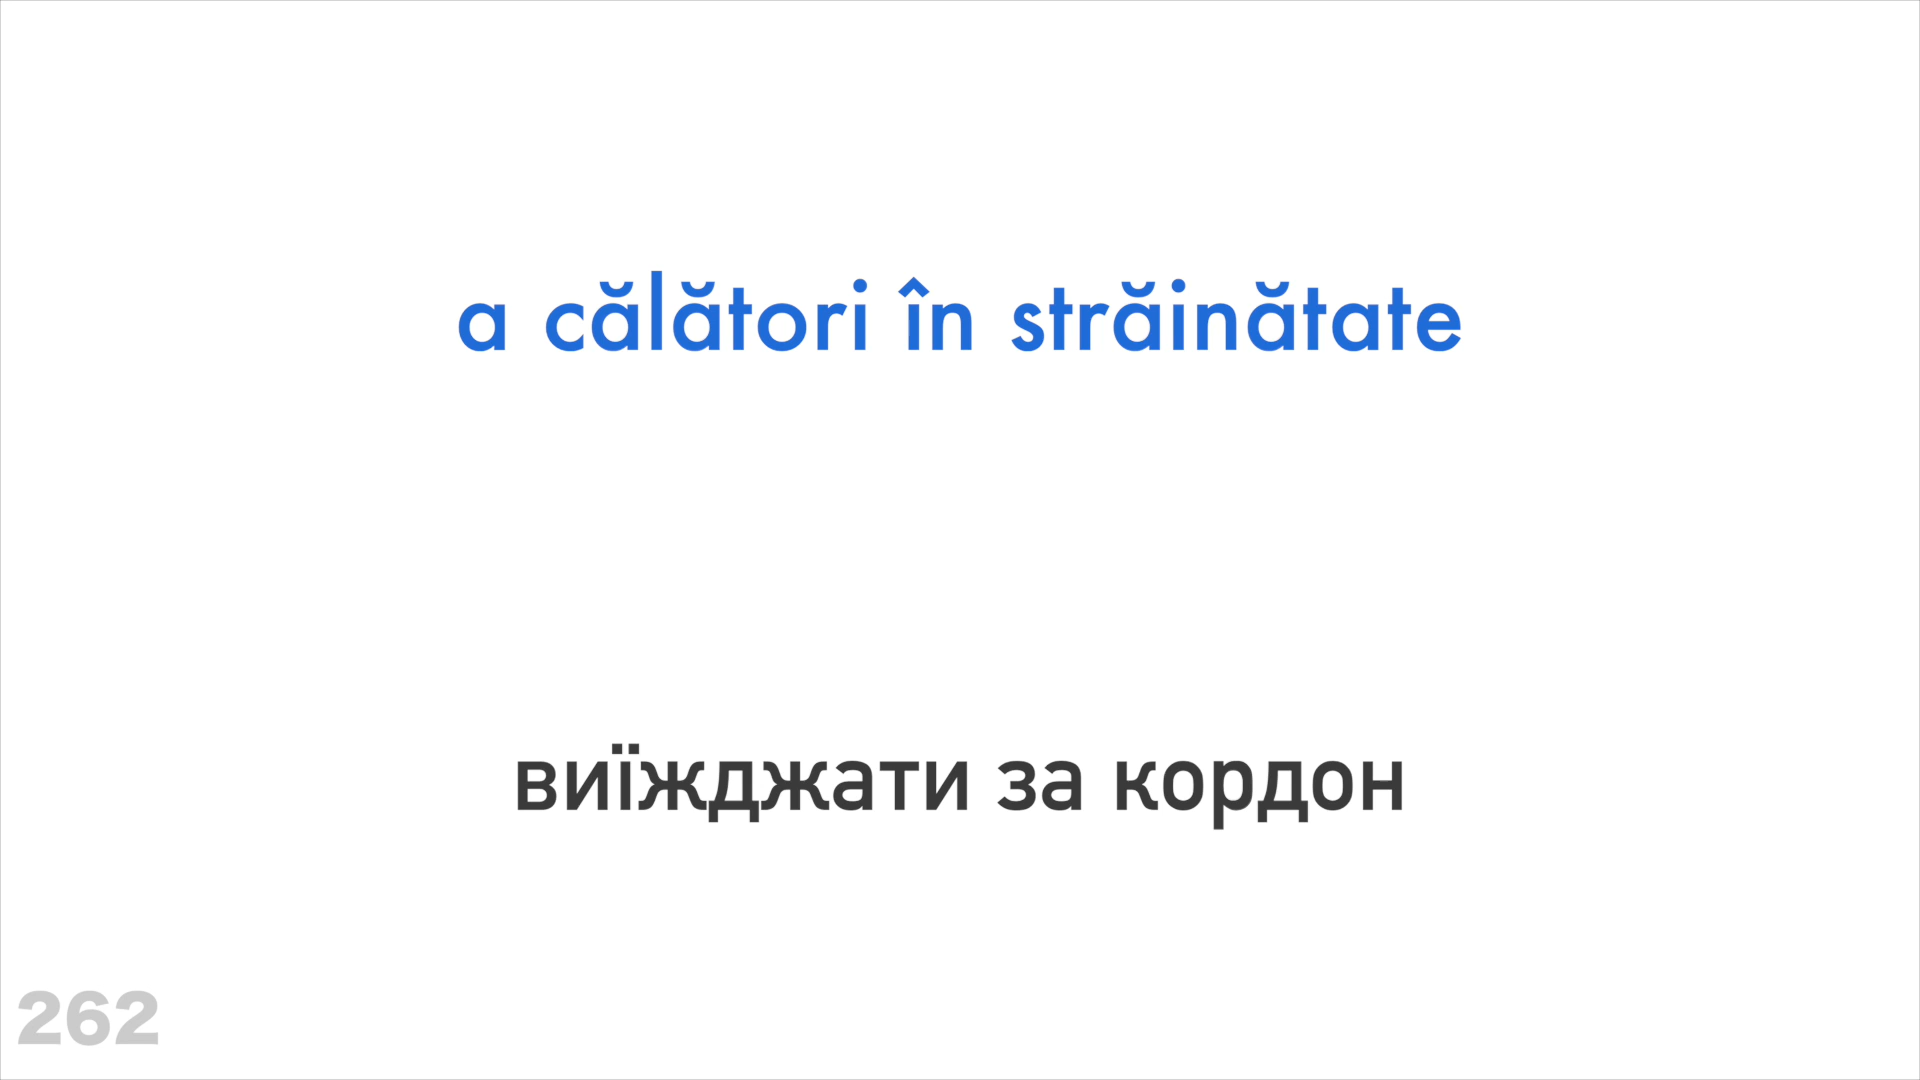 a călători în străinătate
виїжджати за кордон
262